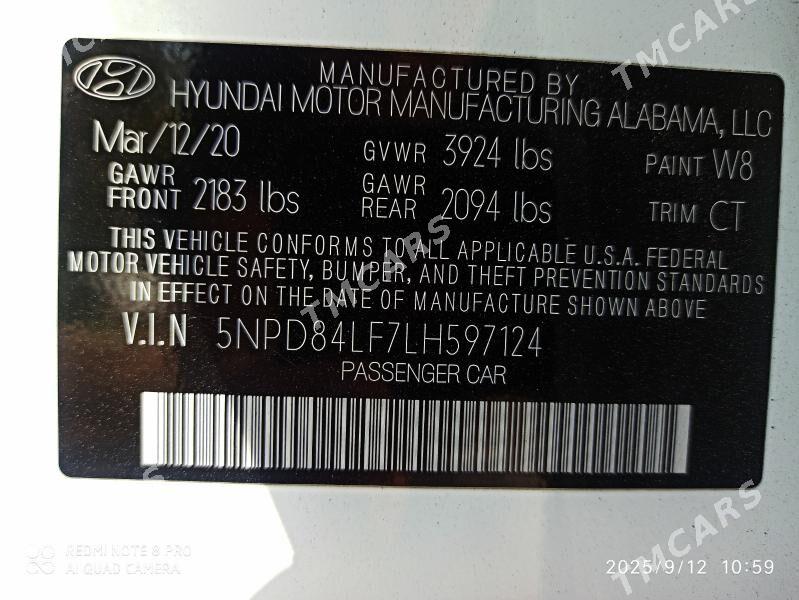 MANUFACTURED BY
HYUNDAI MOTOR MANUFACTURING ALABAMA, LLC
Mar/12/20 GVWR 3924 lbs PAINT W8
GAWR FRONT 2183 lbs GAWR REAR 2094 lbs TRIM CT
THIS VEHICLE CONFORMS TO ALL APPLICABLE U.S.A. FEDERAL
MOTOR VEHICLE SAFETY, BUMPER, AND THEFT PREVENTION STANDARDS
IN EFFECT ON THE DATE OF MANUFACTURE SHOWN ABOVE
V.I.N 5NPD84LF7LH597124
PASSENGER CAR
REDMI NOTE 8 PRO
AI QUAD CAMERA
2025/9/12 10:59
TMCARS
TMCARS
TMCARS
TMCARS